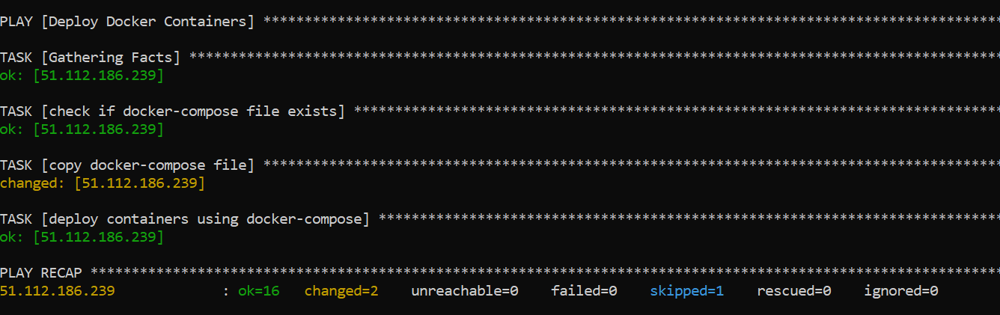 PLAY [Deploy Docker Containers] ******************************************************************************************
TASK [Gathering Facts] ***************************************************************************************************
ok: [51.112.186.239]
TASK [check if docker-compose file exists] *******************************************************************************
ok: [51.112.186.239]
TASK [copy docker-compose file] ******************************************************************************************
changed: [51.112.186.239]
TASK [deploy containers using docker-compose] ****************************************************************************
ok: [51.112.186.239]
PLAY RECAP ***************************************************************************************************************
51.112.186.239             : ok=16   changed=2    unreachable=0    failed=0    skipped=1    rescued=0    ignored=0